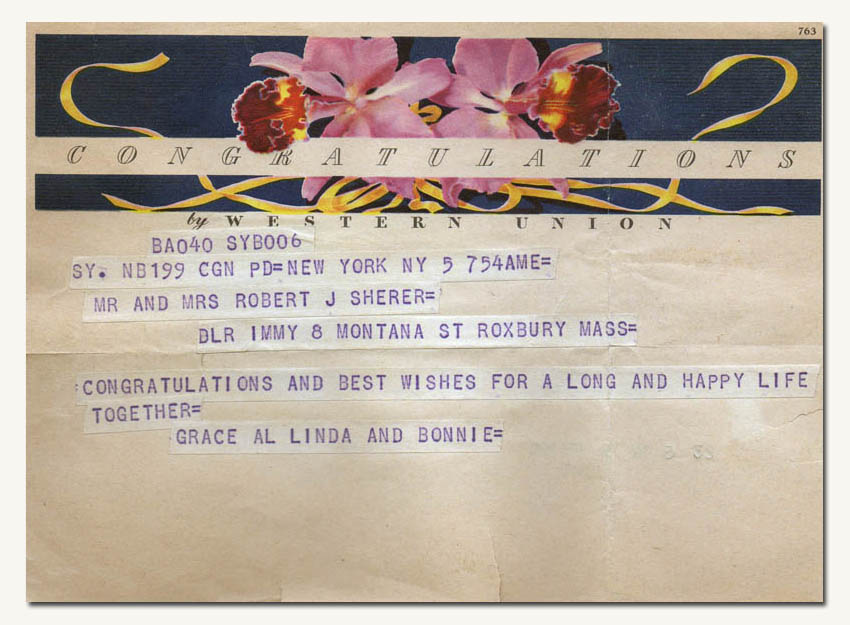 763
CONGRATULATIONS
by WESTERN UNION
BA040 SYB006
SY. NB199 CGN PD=NEW YORK NY 5 754AME=
MR AND MRS ROBERT J SHERER=
DLR IMMY 8 MONTANA ST ROXBURY MASS=
:CONGRATULATIONS AND BEST WISHES FOR A LONG AND HAPPY LIFE
TOGETHER=
GRACE AL LINDA AND BONNIE=